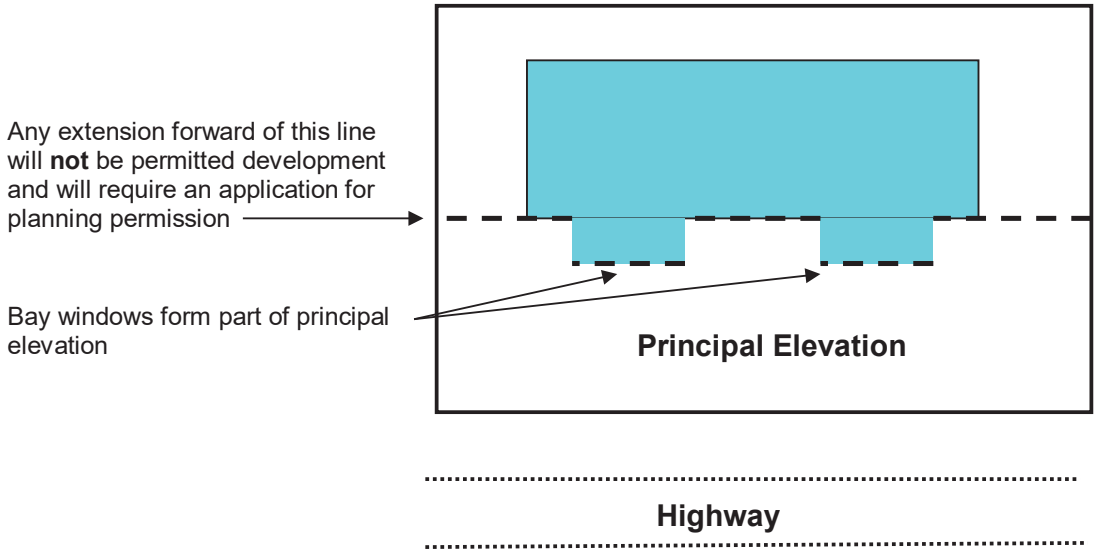 Any extension forward of this line
will not be permitted development
and will require an application for
planning permission
Bay windows form part of principal
elevation
Principal Elevation
Highway